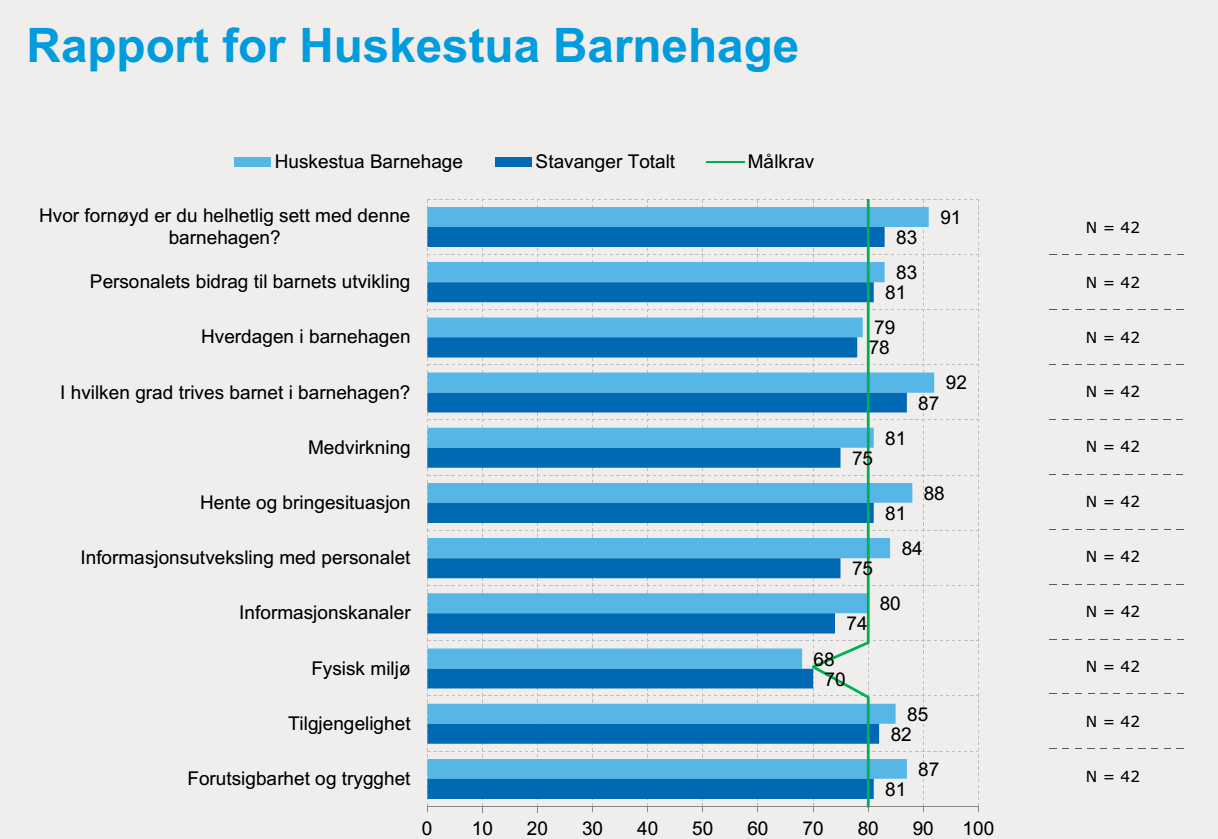 Rapport for Huskestua Barnehage
Huskestua Barnehage Stavanger Totalt Målkrav
Hvor fornøyd er du helhetlig sett med denne
barnehagen?
91
83
N = 42
Personalets bidrag til barnets utvikling
83
81
N = 42
Hverdagen i barnehagen
79
78
N = 42
I hvilken grad trives barnet i barnehagen?
92
87
N = 42
Medvirkning
81
75
N = 42
Hente og bringesituasjon
88
81
N = 42
Informasjonsutveksling med personalet
84
75
N = 42
Informasjonskanaler
80
74
N = 42
Fysisk miljø
68
70
N = 42
Tilgjengelighet
85
82
N = 42
Forutsigbarhet og trygghet
87
81
N = 42
0 10 20 30 40 50 60 70 80 90 100